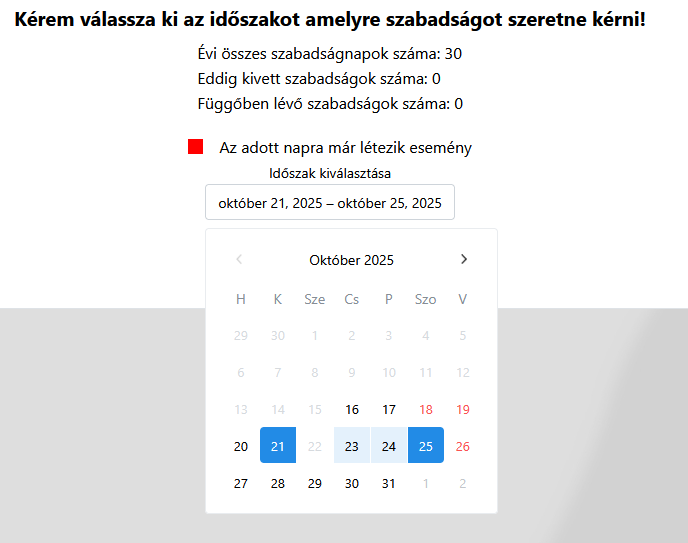 Kérem válassza ki az időszakot amelyre szabadságot szeretne kérni!
Évi összes szabadságnapok száma: 30
Eddig kivett szabadságok száma: 0
Függőben lévő szabadságok száma: 0
Az adott napra már létezik esemény
Időszak kiválasztása
október 21, 2025 – október 25, 2025
Október 2025
H K Sze Cs P Szo V
29 30 1 2 3 4 5
6 7 8 9 10 11 12
13 14 15 16 17 18 19
20 21 22 23 24 25 26
27 28 29 30 31 1 2